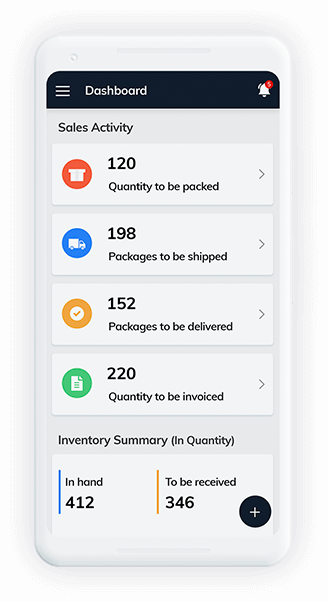 Dashboard
5
Sales Activity
120
Quantity to be packed
198
Packages to be shipped
152
Packages to be delivered
220
Quantity to be invoiced
Inventory Summary (In Quantity)
In hand
412
To be received
346